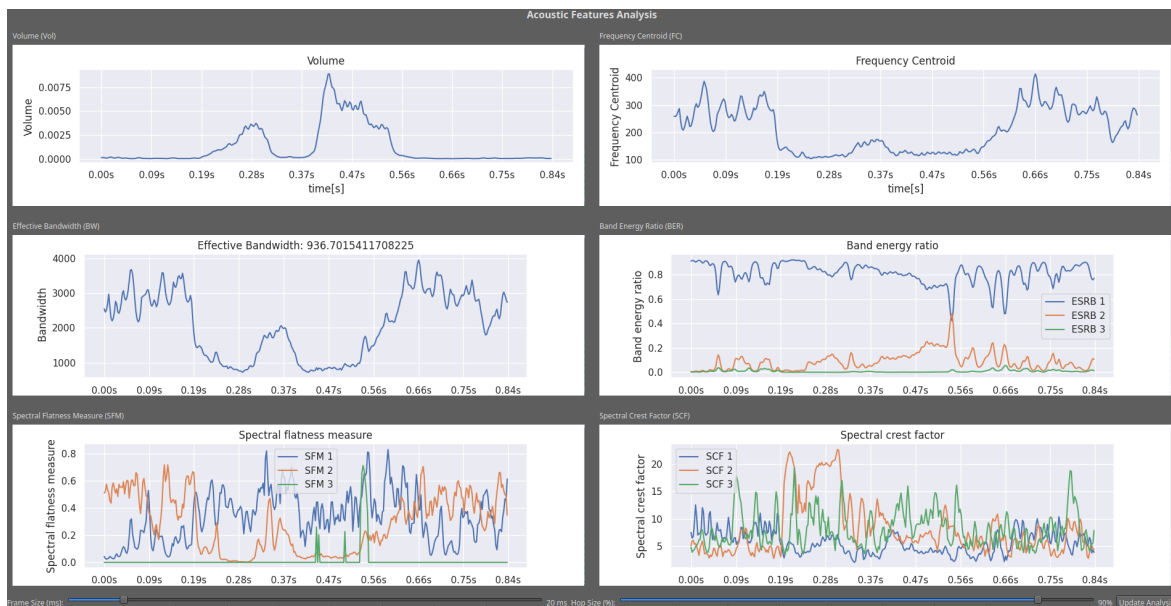 Acoustic Features Analysis
Volume (Vol)
Volume
0.0075
0.0050
0.0025
0.0000
Volume
0.00s 0.09s 0.19s 0.28s 0.37s 0.47s 0.56s 0.66s 0.75s 0.84s
time[s]
Frequency Centroid (FC)
Frequency Centroid
400
300
200
100
Frequency Centroid
0.00s 0.09s 0.19s 0.28s 0.37s 0.47s 0.56s 0.66s 0.75s 0.84s
time[s]
Effective Bandwidth (BW)
Effective Bandwidth: 936.7015411708225
4000
3000
2000
1000
Bandwidth
0.00s 0.09s 0.19s 0.28s 0.37s 0.47s 0.56s 0.66s 0.75s 0.84s
Band Energy Ratio (BER)
Band energy ratio
0.8
0.6
0.4
0.2
0.0
Band energy ratio
ESRB 1
ESRB 2
ESRB 3
0.00s 0.09s 0.19s 0.28s 0.37s 0.47s 0.56s 0.66s 0.75s 0.84s
Spectral Flatness Measure (SFM)
Spectral flatness measure
0.8
0.6
0.4
0.2
0.0
Spectral flatness measure
SFM 1
SFM 2
SFM 3
0.00s 0.09s 0.19s 0.28s 0.37s 0.47s 0.56s 0.66s 0.75s 0.84s
Spectral Crest Factor (SCF)
Spectral crest factor
20
15
10
5
Spectral crest factor
SCF 1
SCF 2
SCF 3
0.00s 0.09s 0.19s 0.28s 0.37s 0.47s 0.56s 0.66s 0.75s 0.84s
Frame Size (ms): 20 ms Hop Size (%): 90% Update Analysi